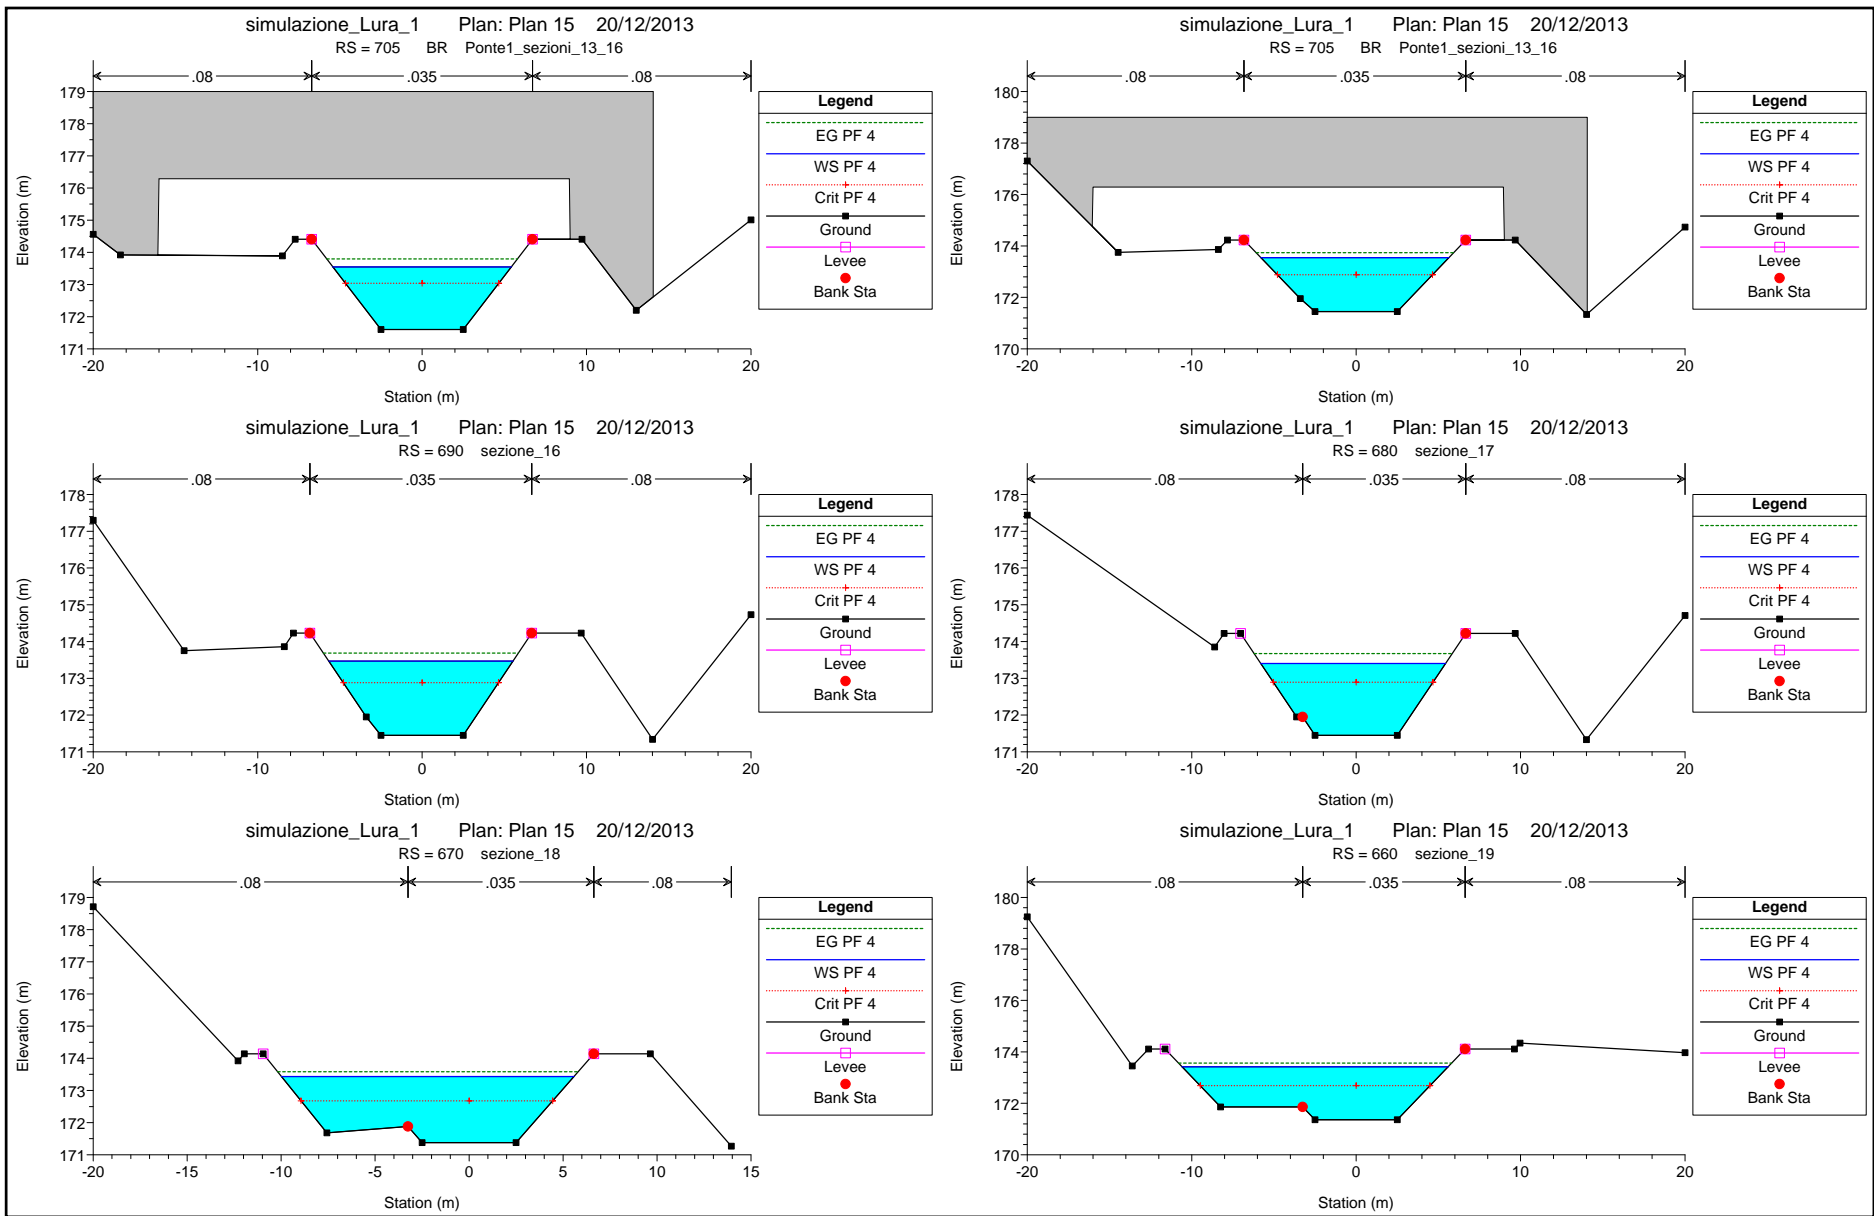 simulazione_Lura_1 Plan: Plan 15 20/12/2013
RS = 705 BR Ponte1_sezioni_13_16
.08 .035 .08
179
178
177
176
175
174
173
172
171
-20 -10 0 10 20
Elevation (m)
Station (m)
Legend
EG PF 4
WS PF 4
Crit PF 4
Ground
Levee
Bank Sta
simulazione_Lura_1 Plan: Plan 15 20/12/2013
RS = 705 BR Ponte1_sezioni_13_16
.08 .035 .08
180
178
176
174
172
170
-20 -10 0 10 20
Elevation (m)
Station (m)
Legend
EG PF 4
WS PF 4
Crit PF 4
Ground
Levee
Bank Sta
simulazione_Lura_1 Plan: Plan 15 20/12/2013
RS = 690 sezione_16
.08 .035 .08
178
177
176
175
174
173
172
171
-20 -10 0 10 20
Elevation (m)
Station (m)
Legend
EG PF 4
WS PF 4
Crit PF 4
Ground
Levee
Bank Sta
simulazione_Lura_1 Plan: Plan 15 20/12/2013
RS = 680 sezione_17
.08 .035 .08
178
177
176
175
174
173
172
171
-20 -10 0 10 20
Elevation (m)
Station (m)
Legend
EG PF 4
WS PF 4
Crit PF 4
Ground
Levee
Bank Sta
simulazione_Lura_1 Plan: Plan 15 20/12/2013
RS = 670 sezione_18
.08 .035 .08
179
178
177
176
175
174
173
172
171
-20 -15 -10 -5 0 5 10 15
Elevation (m)
Station (m)
Legend
EG PF 4
WS PF 4
Crit PF 4
Ground
Levee
Bank Sta
simulazione_Lura_1 Plan: Plan 15 20/12/2013
RS = 660 sezione_19
.08 .035 .08
180
178
176
174
172
170
-20 -10 0 10 20
Elevation (m)
Station (m)
Legend
EG PF 4
WS PF 4
Crit PF 4
Ground
Levee
Bank Sta